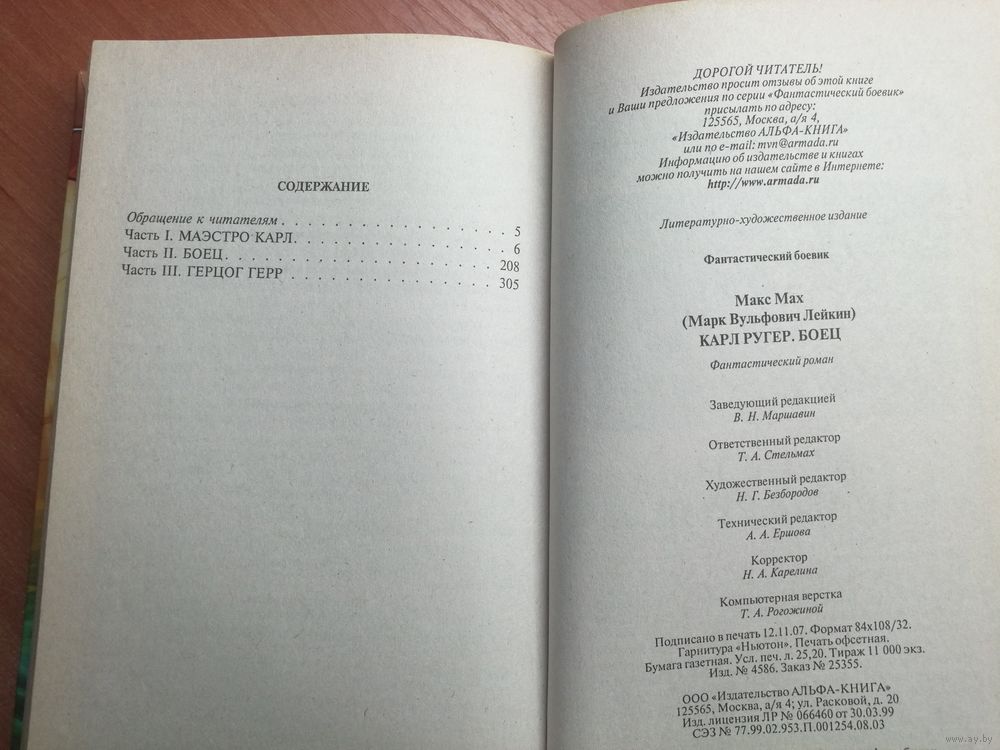 СОДЕРЖАНИЕ
Обращение к читателям . . . . . . . . . . . . . . . . 5
Часть I. МАЭСТРО КАРЛ. . . . . . . . . . . . . . . . 6
Часть II. БОЕЦ. . . . . . . . . . . . . . . . . . . . 208
Часть III. ГЕРЦОГ ГЕРР . . . . . . . . . . . . . . . 305
ДОРОГОЙ ЧИТАТЕЛЬ!
Издательство просит отзывы об этой книге
и Ваши предложения по серии «Фантастический боевик»
присылать по адресу:
125565, Москва, а/я 4,
«Издательство АЛЬФА-КНИГА»
или по e-mail: mvn@armada.ru
Информацию об издательстве и книгах
можно получить на нашем сайте в Интернете:
http://www.armada.ru
Литературно-художественное издание
Фантастический боевик
Макс Мах
(Марк Вульфович Лейкин)
КАРЛ РУГЕР. БОЕЦ
Фантастический роман
Заведующий редакцией
В. Н. Маршавин
Ответственный редактор
Т. А. Стельмах
Художественный редактор
Н. Г. Безбородов
Технический редактор
А. А. Ершова
Корректор
Н. А. Карелина
Компьютерная верстка
Т. А. Рогожиной
Подписано в печать 12.11.07. Формат 84х108/32.
Гарнитура «Ньютон». Печать офсетная.
Бумага газетная. Усл. печ. л. 25,20. Тираж 11 000 экз.
Изд. № 4586. Заказ № 25355.
ООО «Издательство АЛЬФА-КНИГА»
125565, Москва, а/я 4; ул. Расковой, д. 20
Изд. лицензия ЛР № 066460 от 30.03.99
СЭЗ № 77.99.02.953.П.001254.08.03
www.ay.by